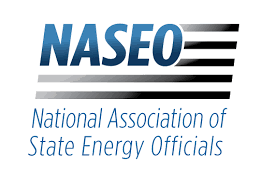 NASEO
National Association of
State Energy Officials